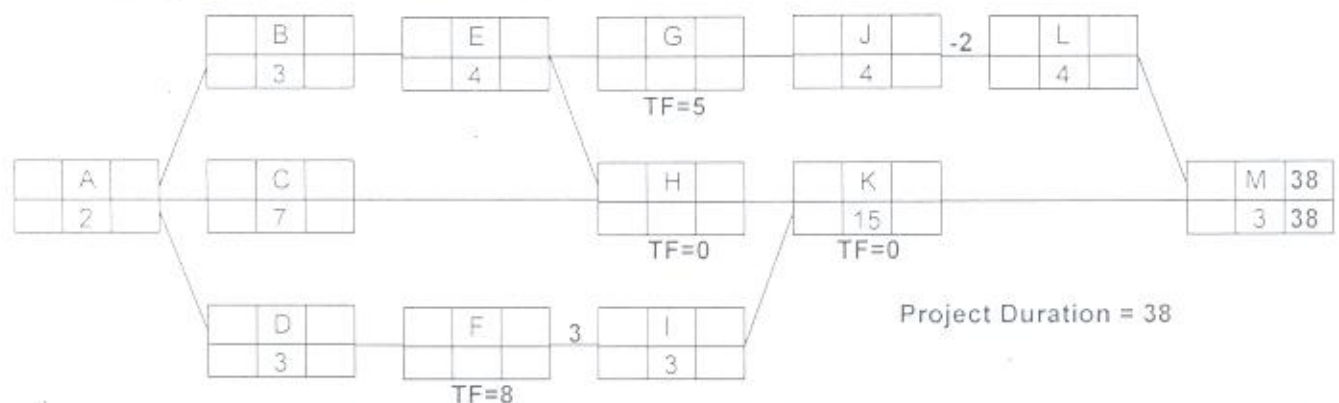 B E G J -2 L
3 4 4 4
TF=5
A C H K M 38
2 7 15 3 38
TF=0 TF=0
D F 3 I Project Duration = 38
3 3
TF=8